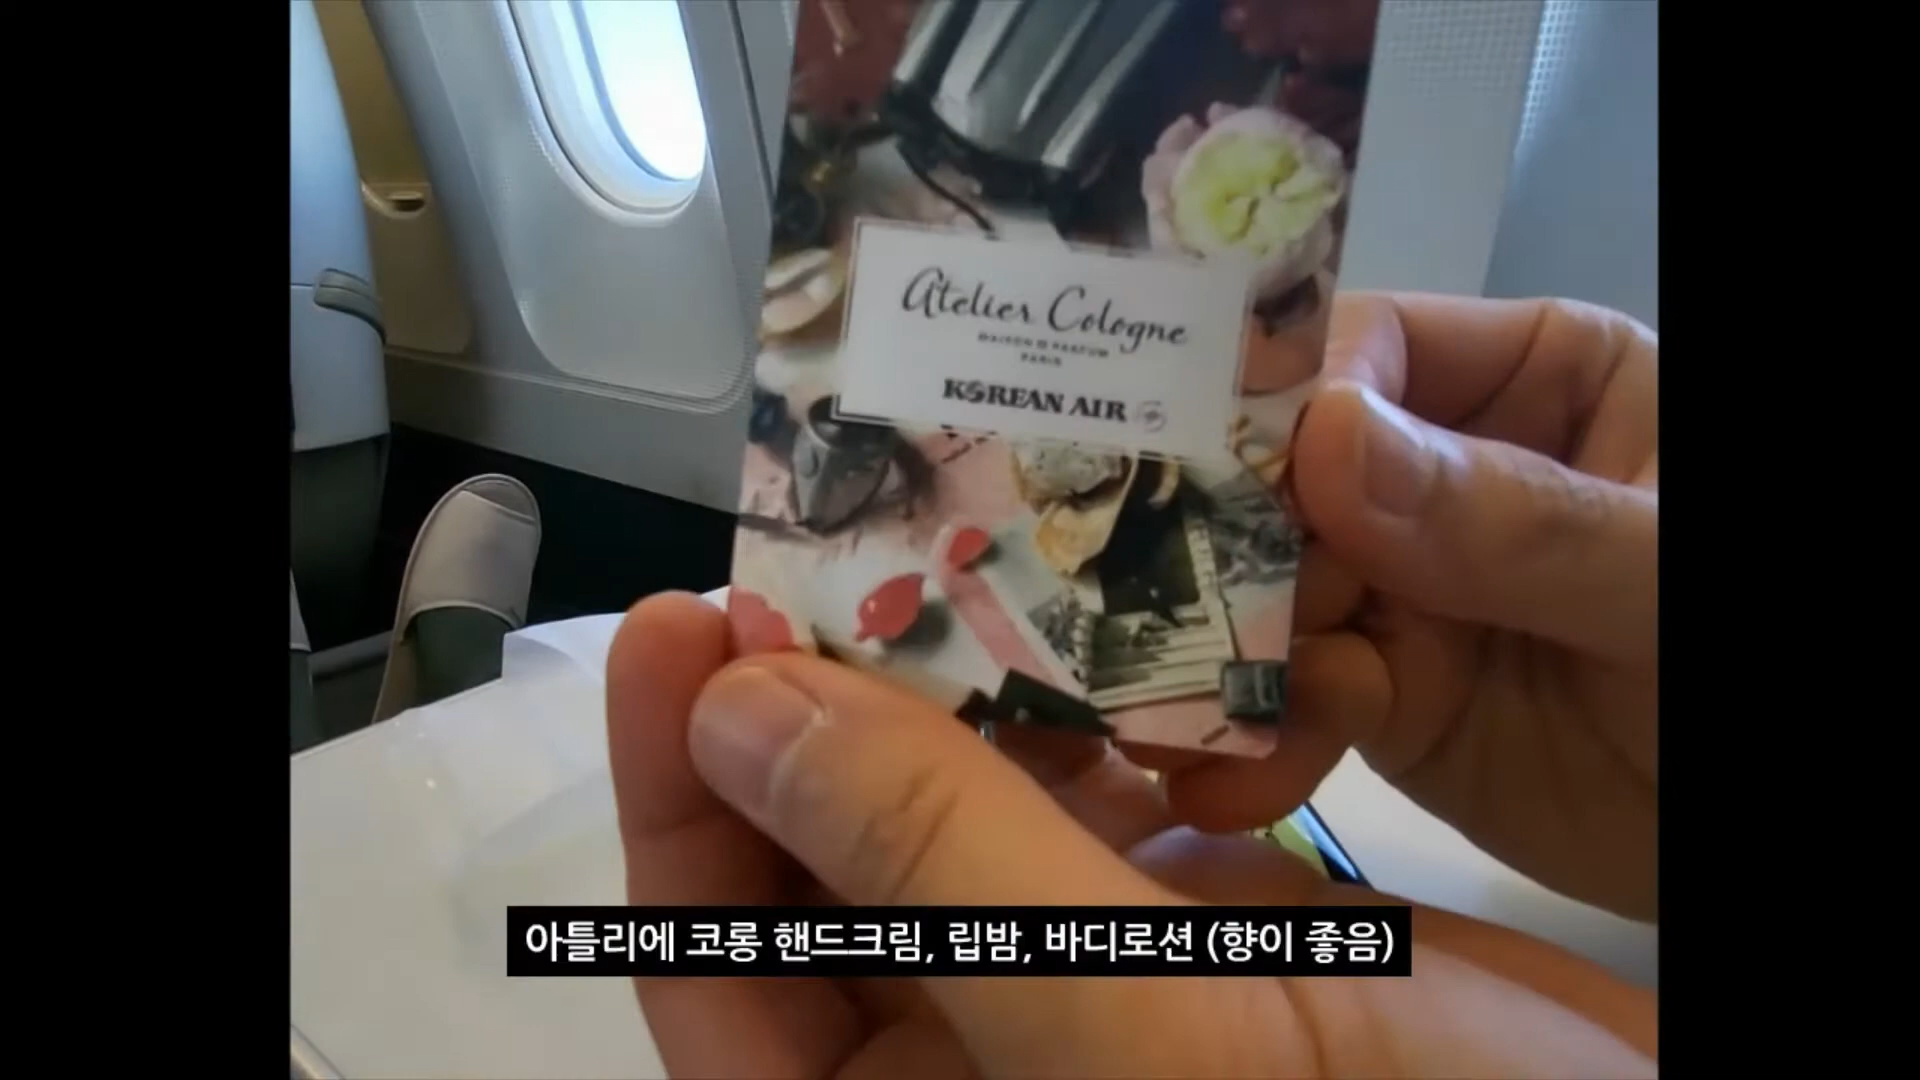 Atelier Cologne
MAISON DE PARFUM
PARIS
KOREAN AIR
아틀리에 코롱 핸드크림, 립밤, 바디로션 (향이 좋음)